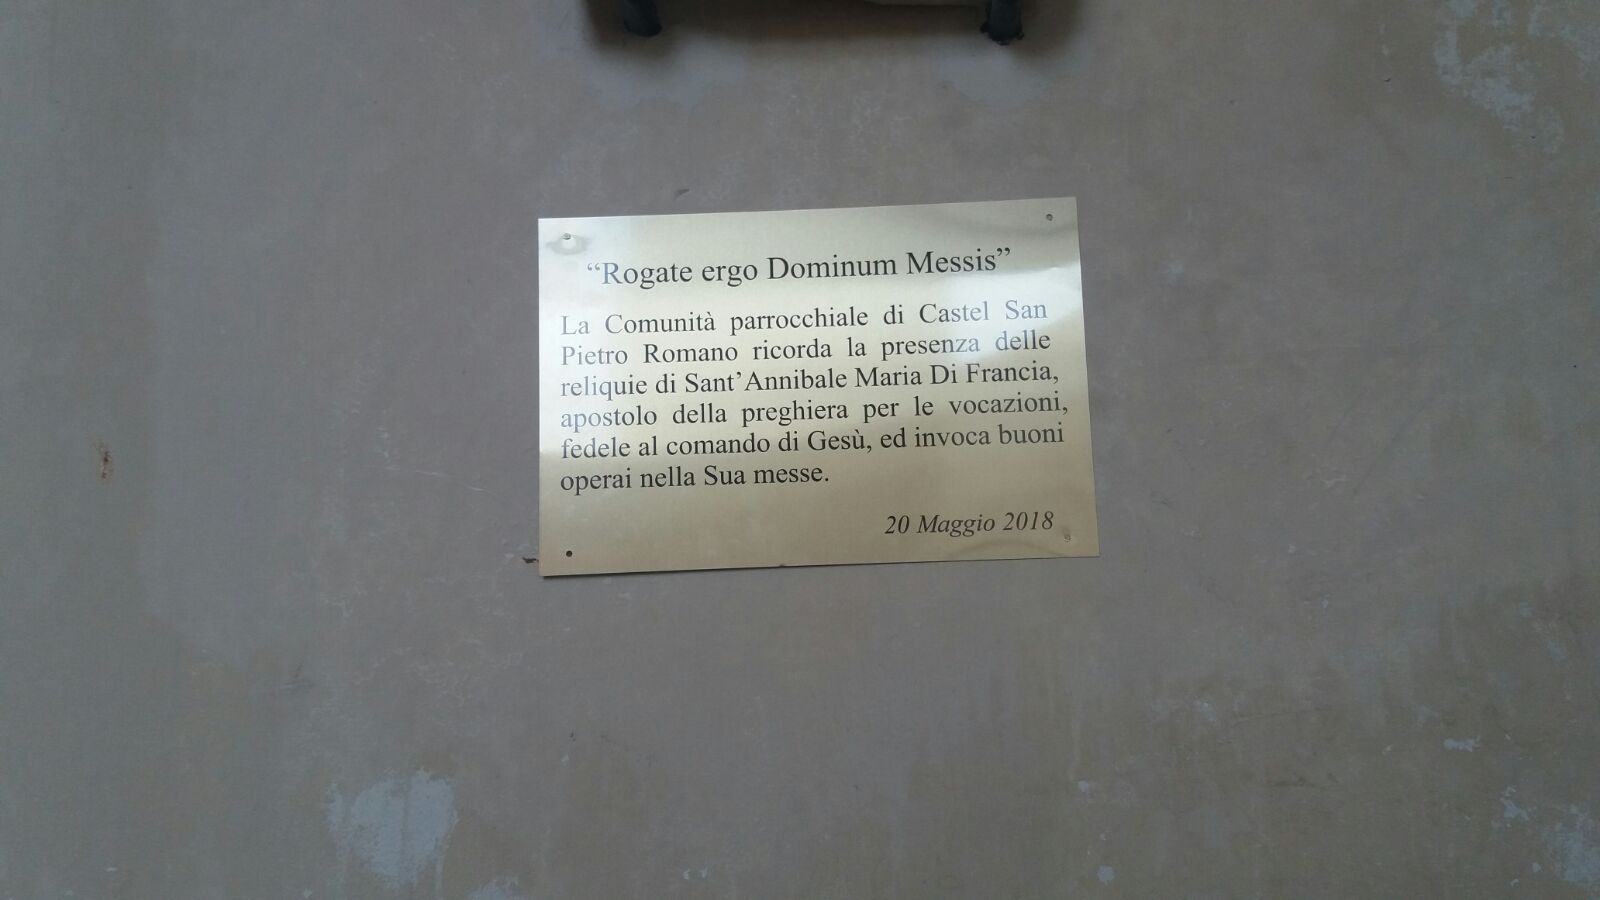 “Rogate ergo Dominum Messis”
La Comunità parrocchiale di Castel San
Pietro Romano ricorda la presenza delle
reliquie di Sant’Annibale Maria Di Francia,
apostolo della preghiera per le vocazioni,
fedele al comando di Gesù, ed invoca buoni
operai nella Sua messe.
20 Maggio 2018